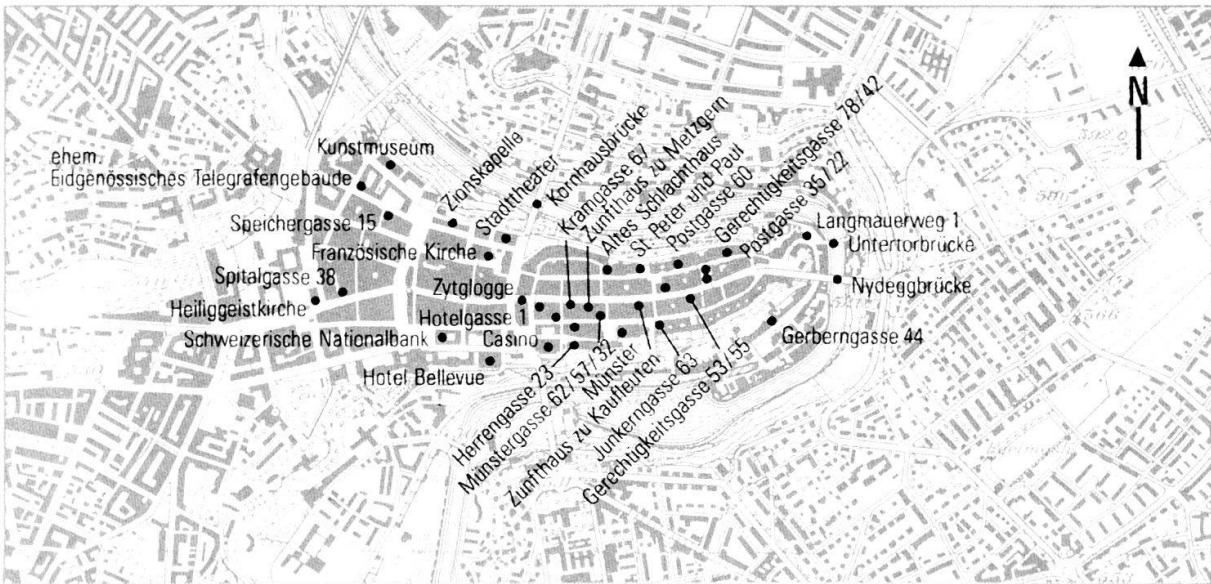 N
Kunstmuseum
ehem.
Eidgenössisches Telegrafengebäude
Speichergasse 15
Französische Kirche
Spitalgasse 38
Heiliggeistkirche
Zytglogge
Hotelgasse 1
Schweizerische Nationalbank
Casino
Hotel Bellevue
Zionskapelle
Stadttheater
Kornhausbrücke
Kramgasse 67
Zunfthaus zu Metzgern
Altes Schlachthaus
St. Peter und Paul
Postgasse 60
Gerechtigkeitsgasse 78/42
Postgasse 35/22
Langmauerweg 1
Untertorbrücke
Nydeggbrücke
Gerberngasse 44
Herrengasse 23
Münstergasse 62/57/32
Münster
Zunfthaus zu Kaufleuten
Junkerngasse 63
Gerechtigkeitsgasse 53/55